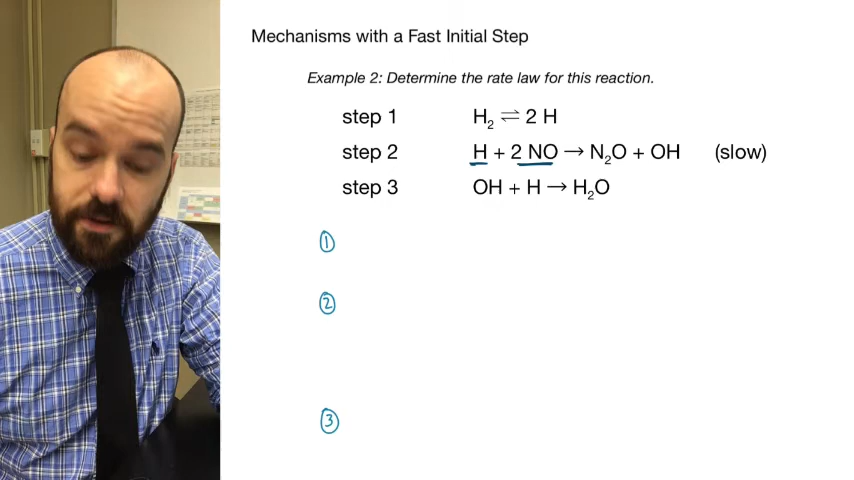 Mechanisms with a Fast Initial Step
Example 2: Determine the rate law for this reaction.
step 1 H₂ ⇌ 2 H
step 2 H + 2 NO → N₂O + OH (slow)
step 3 OH + H → H₂O
①
②
③